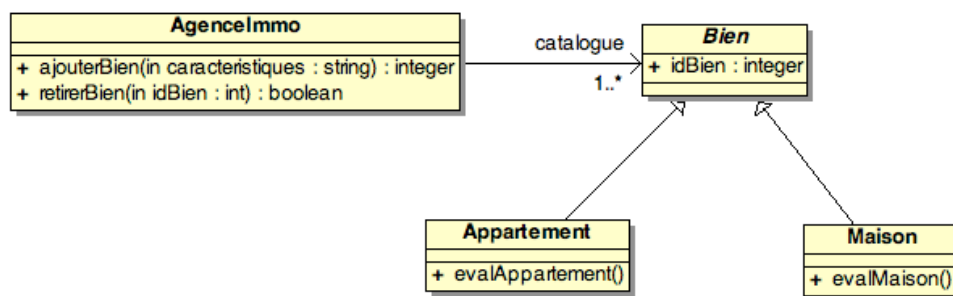 AgenceImmo
+ ajouterBien(in caracteristiques : string) : integer
+ retirerBien(in idBien : int) : boolean
catalogue
1..*
Bien
+ idBien : integer
Appartement
+ evalAppartement()
Maison
+ evalMaison()